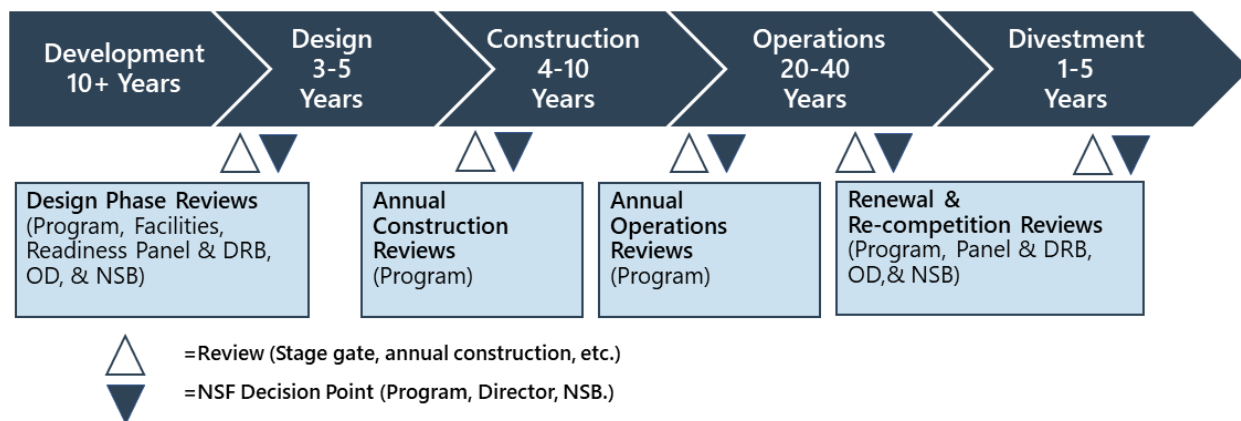 Development
10+ Years
Design
3-5
Years
Construction
4-10
Years
Operations
20-40
Years
Divestment
1-5
Years
Design Phase Reviews
(Program, Facilities,
Readiness Panel & DRB,
OD, & NSB)
Annual
Construction
Reviews
(Program)
Annual
Operations
Reviews
(Program)
Renewal &
Re-competition Reviews
(Program, Panel & DRB,
OD,& NSB)
=Review (Stage gate, annual construction, etc.)
=NSF Decision Point (Program, Director, NSB.)